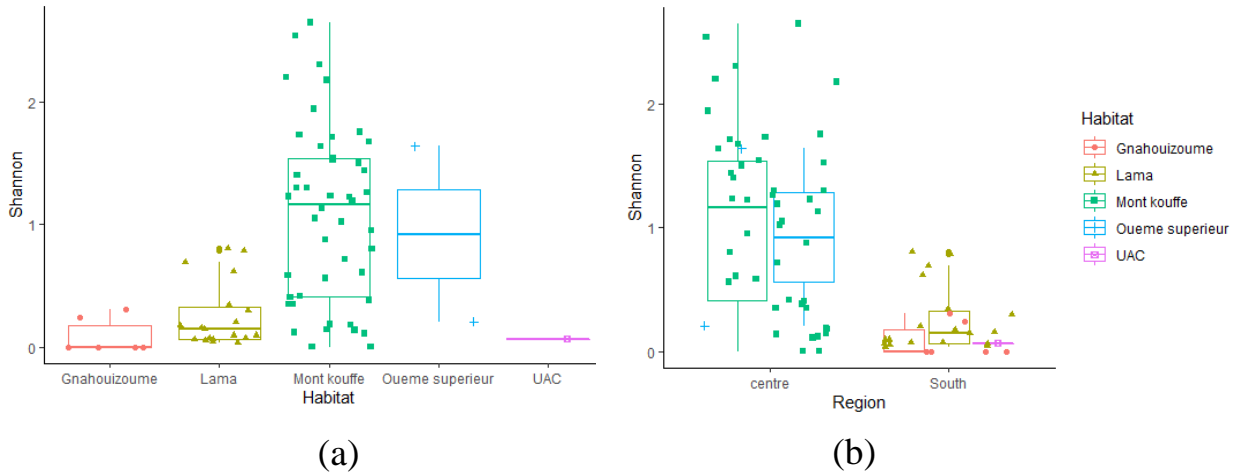 2
1
0
Shannon
Gnahouizoume
Lama
Mont kouffe
Oueme superieur
UAC
Habitat
(a)
2
1
0
Shannon
centre
South
Region
(b)
Habitat
Gnahouizoume
Lama
Mont kouffe
Oueme superieur
UAC